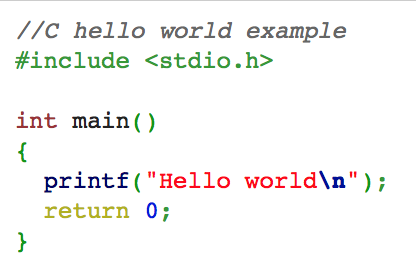 //C hello world example
#include <stdio.h>

int main()
{
  printf("Hello world\n");
  return 0;
}